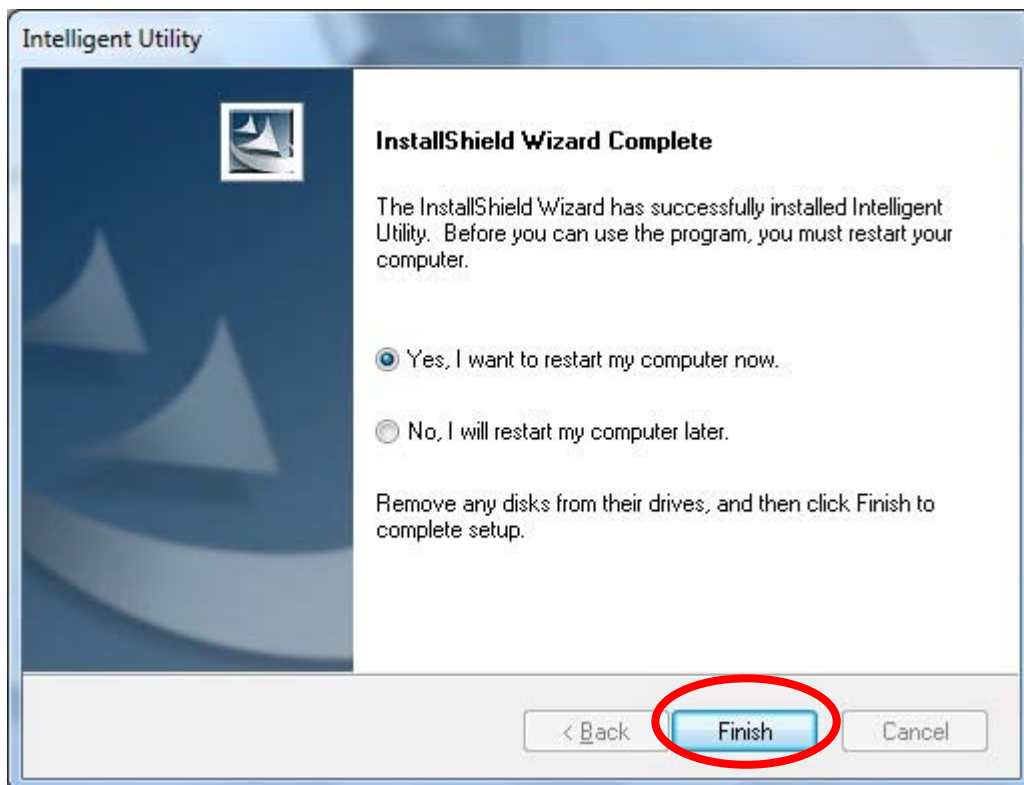 Intelligent Utility
InstallShield Wizard Complete
The InstallShield Wizard has successfully installed Intelligent
Utility.  Before you can use the program, you must restart your
computer.
Yes, I want to restart my computer now.
No, I will restart my computer later.
Remove any disks from their drives, and then click Finish to
complete setup.
< Back
Finish
Cancel